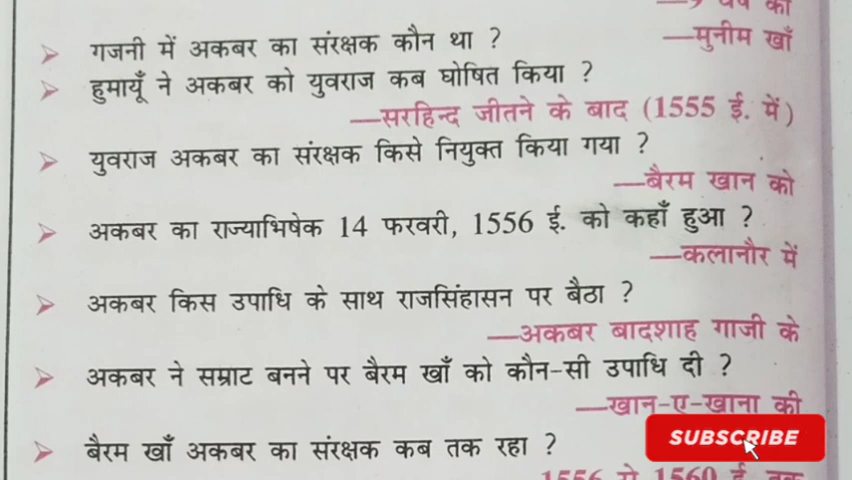 —9 वर्ष की
➤ गजनी में अकबर का संरक्षक कौन था ?
—मुनीम खाँ
➤ हुमायूँ ने अकबर को युवराज कब घोषित किया ?
—सरहिन्द जीतने के बाद (1555 ई. में)
➤ युवराज अकबर का संरक्षक किसे नियुक्त किया गया ?
—बैरम खान को
➤ अकबर का राज्याभिषेक 14 फरवरी, 1556 ई. को कहाँ हुआ ?
—कलानौर में
➤ अकबर किस उपाधि के साथ राजसिंहासन पर बैठा ?
—अकबर बादशाह गाजी के
➤ अकबर ने सम्राट बनने पर बैरम खाँ को कौन-सी उपाधि दी ?
—खान-ए-खाना की
SUBSCRIBE
➤ बैरम खाँ अकबर का संरक्षक कब तक रहा ?
1556 से 1560 ई. तक